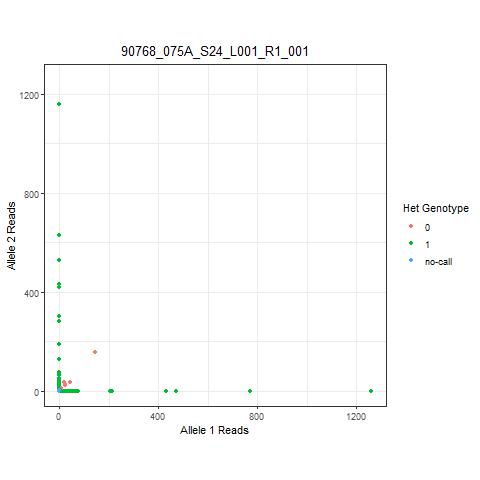 90768_075A_S24_L001_R1_001
Allele 2 Reads
1200
800
400
0
0 400 800 1200
Allele 1 Reads
Het Genotype
0
1
no-call